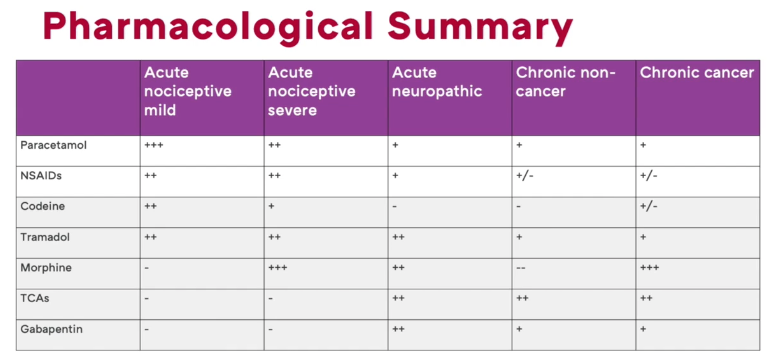 Pharmacological Summary
Acute nociceptive mild | Acute nociceptive severe | Acute neuropathic | Chronic non-cancer | Chronic cancer
Paracetamol | +++ | ++ | + | + | +
NSAIDs | ++ | ++ | + | +/- | +/-
Codeine | ++ | + | - | - | +/-
Tramadol | ++ | ++ | ++ | + | +
Morphine | - | +++ | ++ | -- | +++
TCAs | - | - | ++ | ++ | ++
Gabapentin | - | - | ++ | + | +